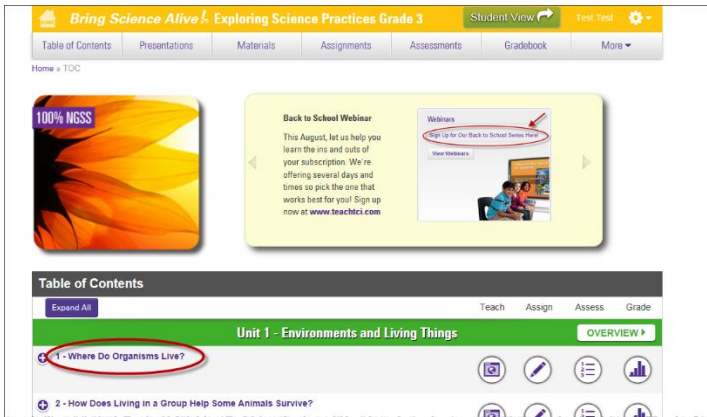 HOME Bring Science Alive! Exploring Science Practices Grade 3 Student View Test Test
Table of Contents Presentations Materials Assignments Assessments Gradebook More
Home » TOC
100% NGSS
Back to School Webinar
This August, let us help you
learn the ins and outs of
your subscription. We're
offering several days and
times so pick the one that
works best for you! Sign up
now at www.teachtci.com
Webinars
Sign Up for Our Back to School Series Here!
View Webinars
Table of Contents
Expand All Teach Assign Assess Grade
Unit 1 - Environments and Living Things OVERVIEW
1 - Where Do Organisms Live?
2 - How Does Living in a Group Help Some Animals Survive?